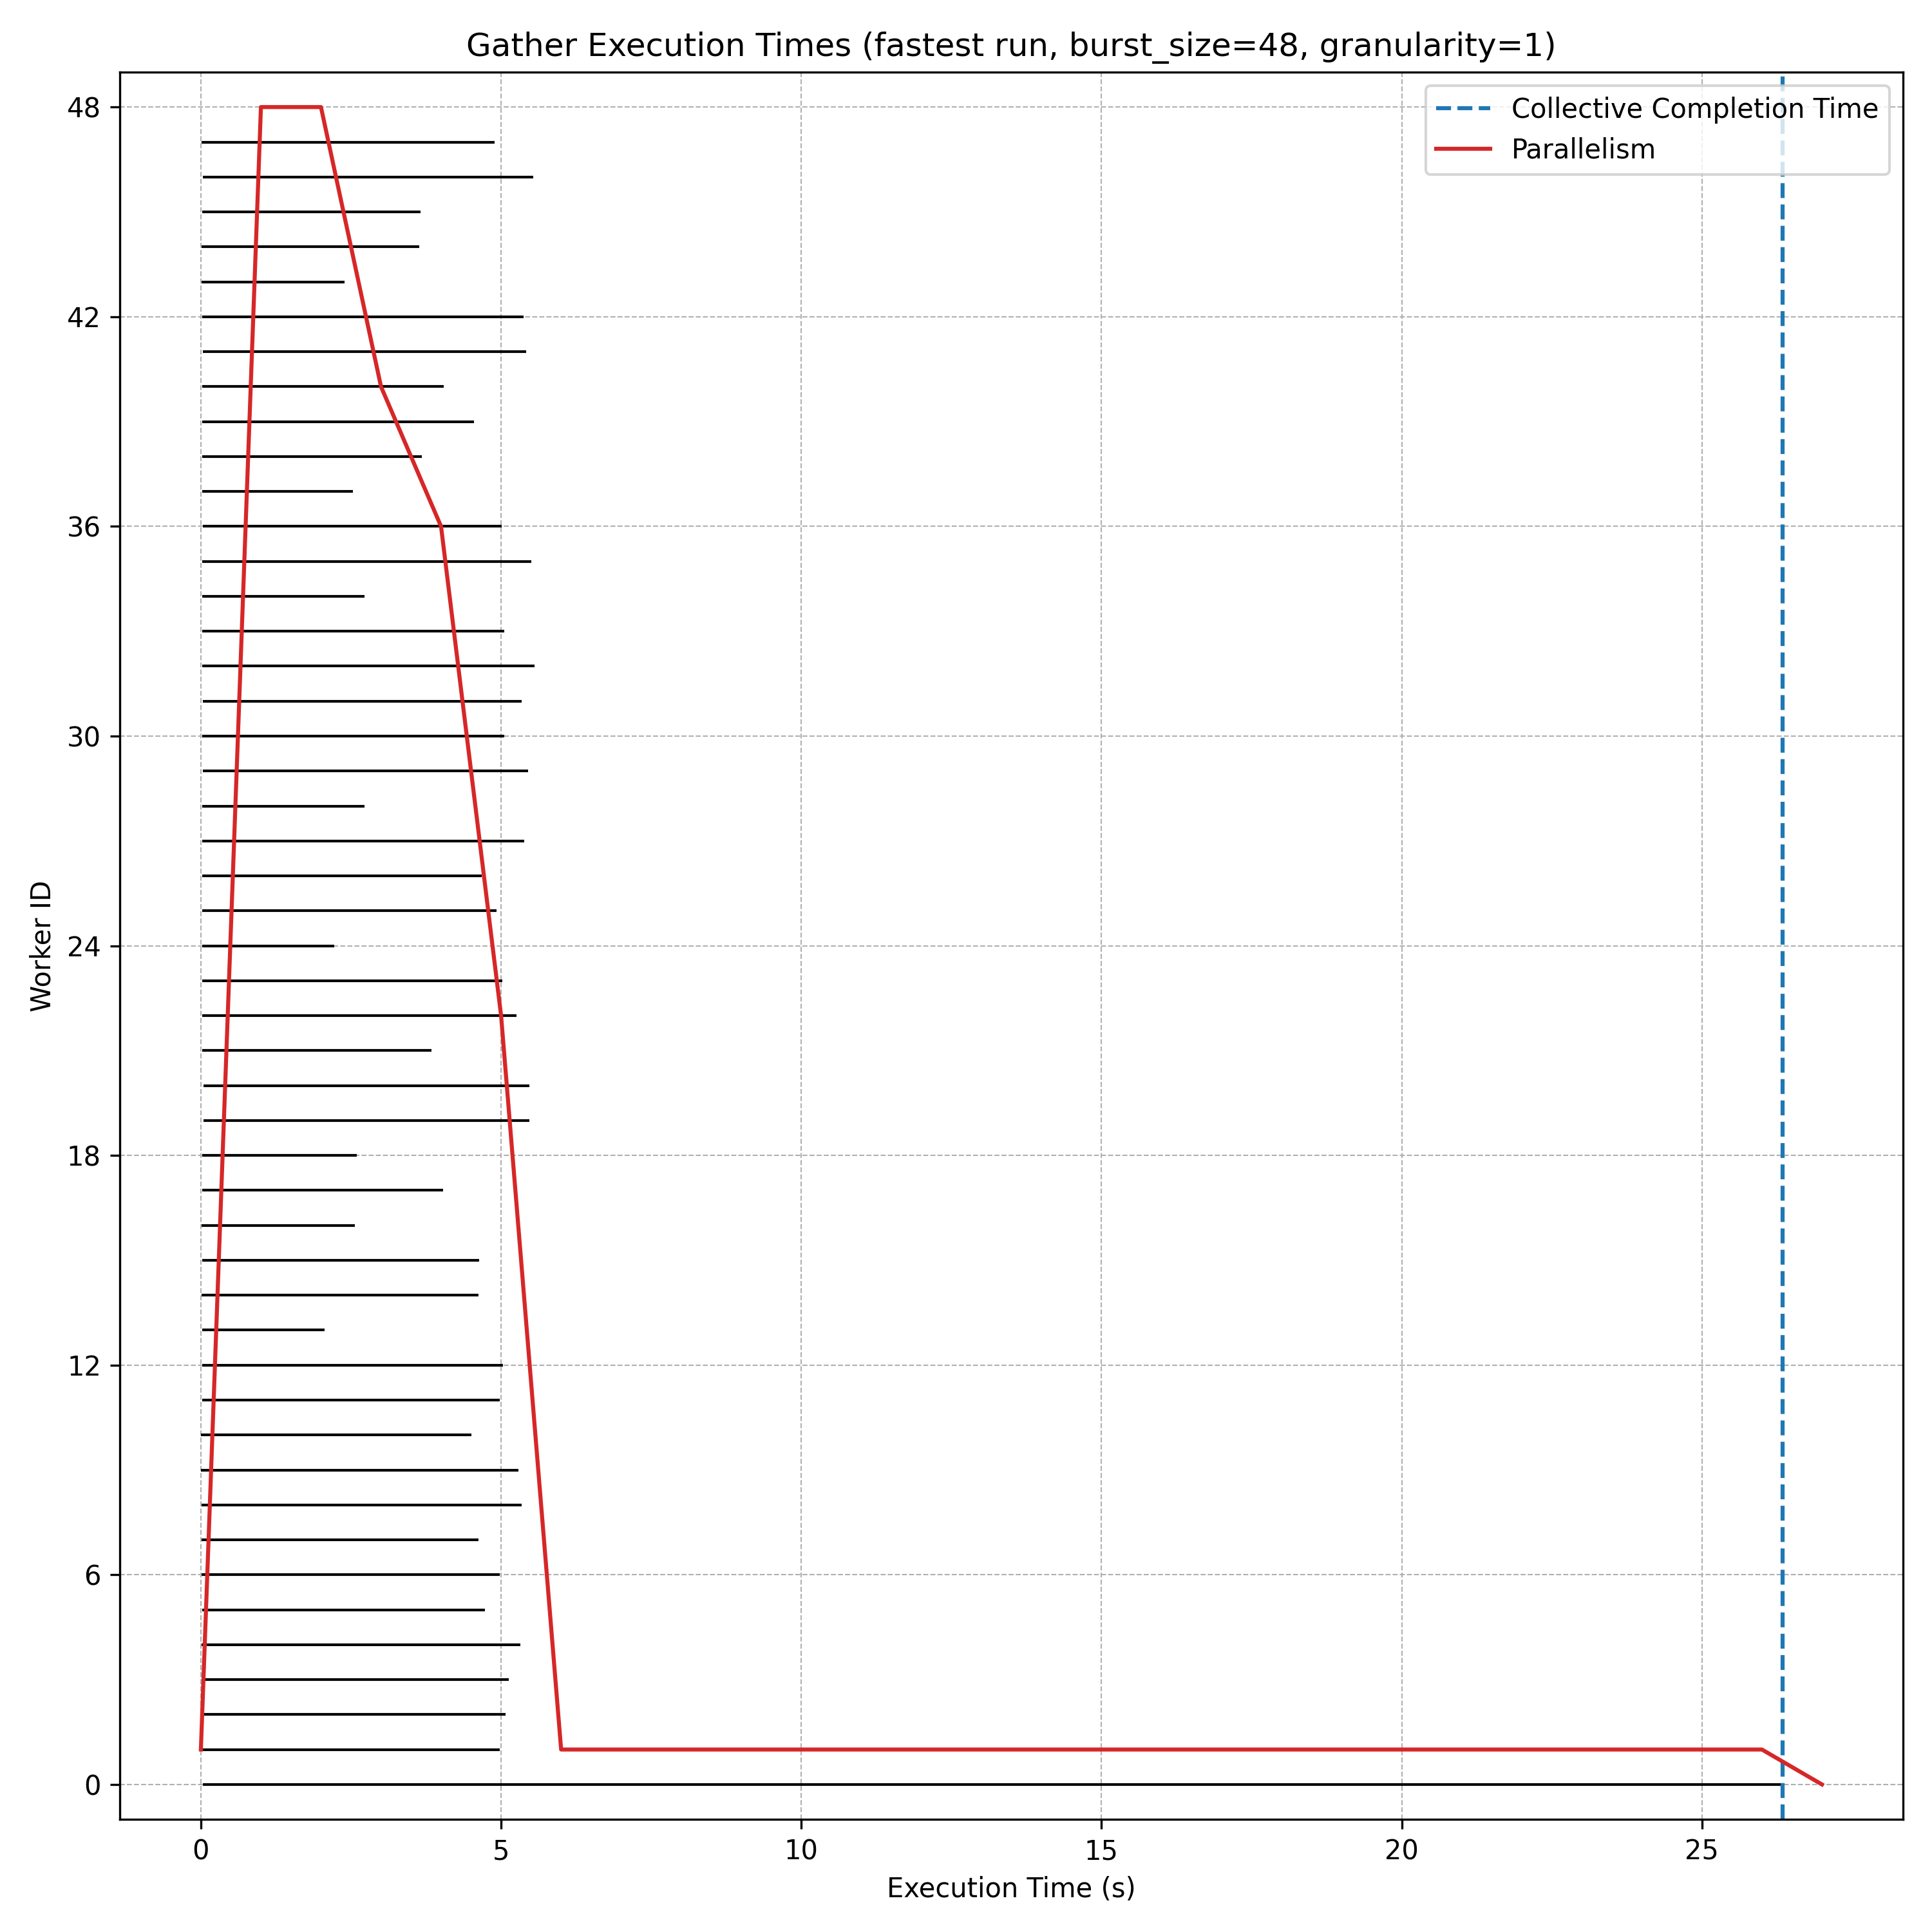 Gather Execution Times (fastest run, burst_size=48, granularity=1)
Collective Completion Time
Parallelism
48
42
36
30
24
18
12
6
0
Worker ID
0 5 10 15 20 25
Execution Time (s)